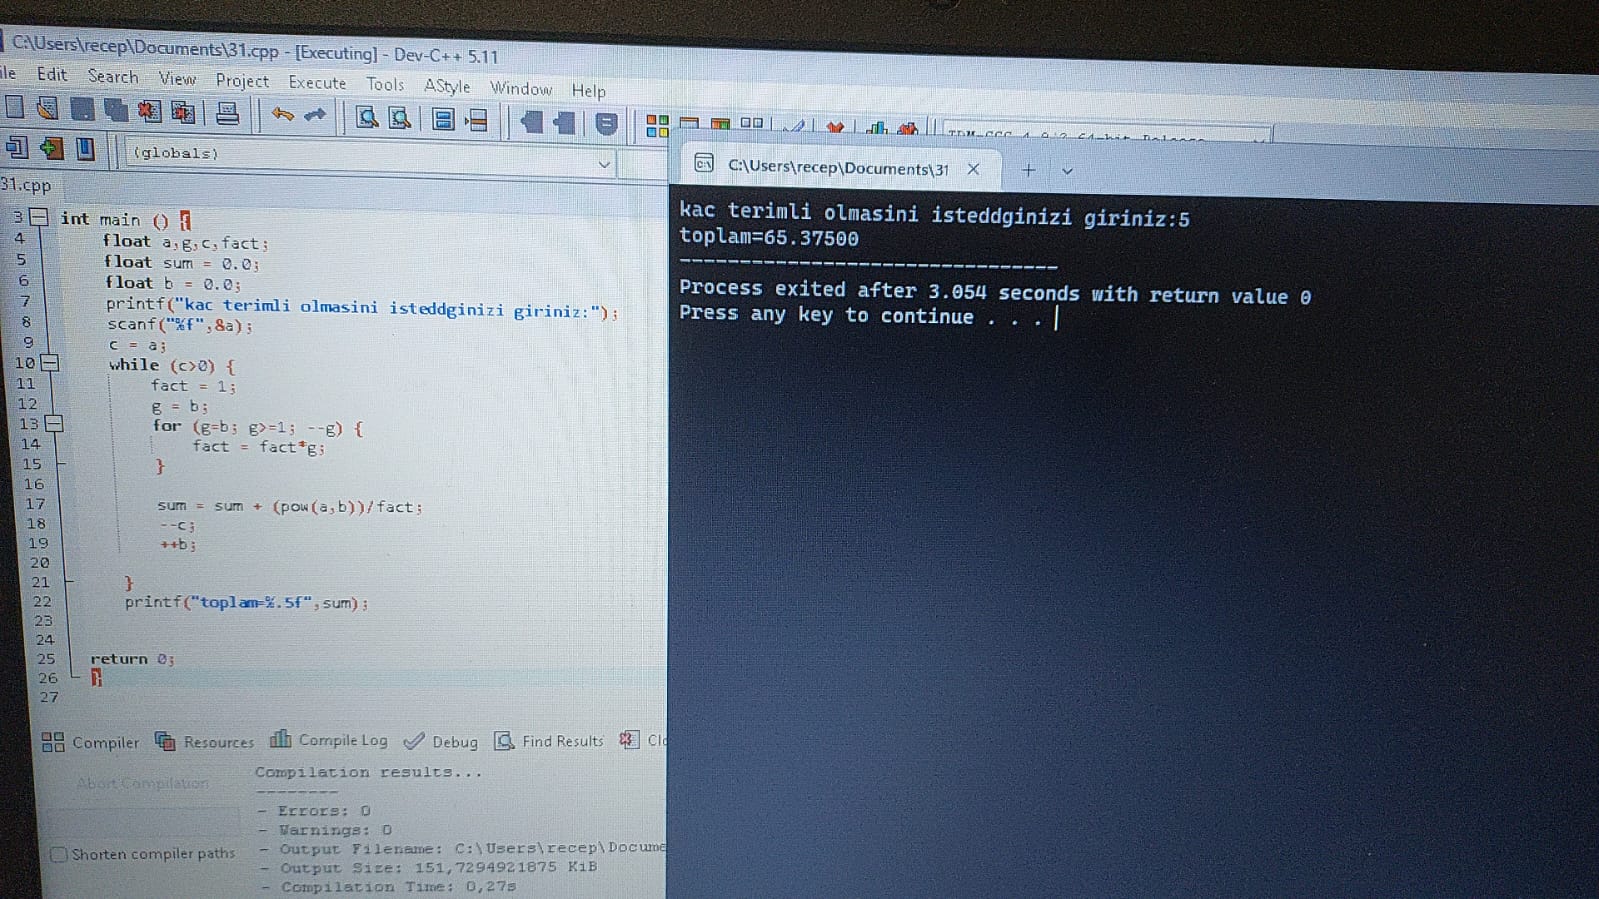 C:\Users\recep\Documents\31.cpp - [Executing] - Dev-C++ 5.11
ile Edit Search View Project Execute Tools AStyle Window Help
(globals)
31.cpp
C:\Users\recep\Documents\31
3 int main () {
4 float a,g,c,fact;
5 float sum = 0.0;
6 float b = 0.0;
7 printf("kac terimli olmasini isteddginizi giriniz:");
8 scanf("%f",&a);
9 c = a;
10 while (c>0) {
11 fact = 1;
12 g = b;
13 for (g=b; g>=1; --g) {
14 fact = fact*g;
15 }
16
17 sum = sum + (pow(a,b))/fact;
18 --c;
19 ++b;
20
21 }
22 printf("toplam=%.5f",sum);
23
24
25 return 0;
26 }
27
kac terimli olmasini isteddginizi giriniz:5
toplam=65.37500
--------------------------------
Process exited after 3.054 seconds with return value 0
Press any key to continue . . .
Compiler Resources Compile Log Debug Find Results Clo
Abort Compilation
Shorten compiler paths
Compilation results...
--------
- Errors: 0
- Warnings: 0
- Output Filename: C:\Users\recep\Docume
- Output Size: 151,7294921875 KiB
- Compilation Time: 0,27s